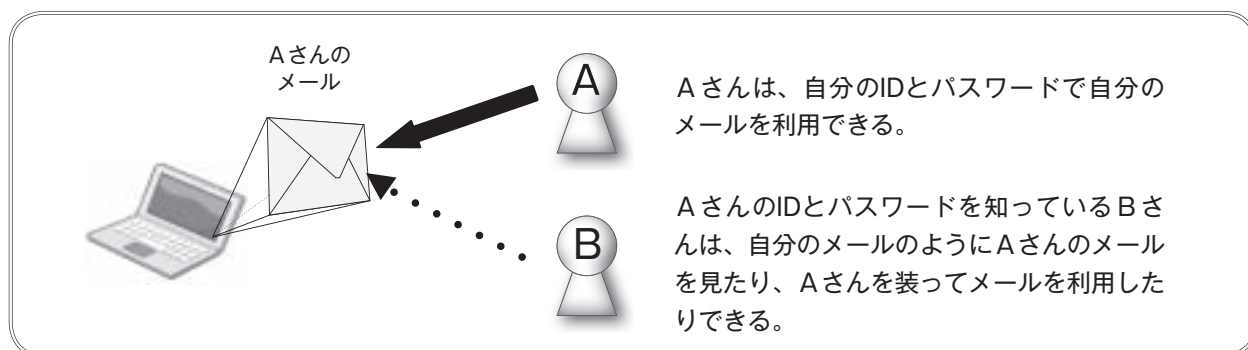 Aさんの
メール
A
Aさんは、自分のIDとパスワードで自分の
メールを利用できる。
B
AさんのIDとパスワードを知っているBさ
んは、自分のメールのようにAさんのメール
を見たり、Aさんを装ってメールを利用した
りできる。